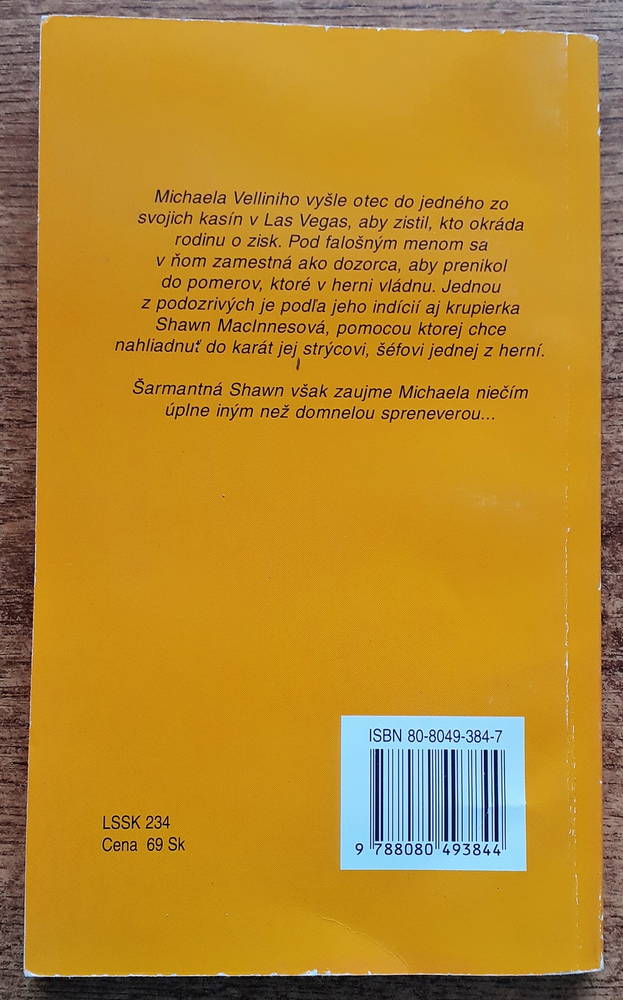 Michaela Velliniho vyšle otec do jedného zo
svojich kasín v Las Vegas, aby zistil, kto okráda
rodinu o zisk. Pod falošným menom sa
v ňom zamestná ako dozorca, aby prenikol
do pomerov, ktoré v herni vládnu. Jednou
z podozrivých je podľa jeho indícií aj krupierka
Shawn MacInnesová, pomocou ktorej chce
nahliadnuť do karát jej strýcovi, šéfovi jednej z herní.
Šarmantná Shawn však zaujme Michaela niečím
úplne iným než domnelou spreneverou...
ISBN 80-8049-384-7
9 788080 493844
LSSK 234
Cena 69 Sk